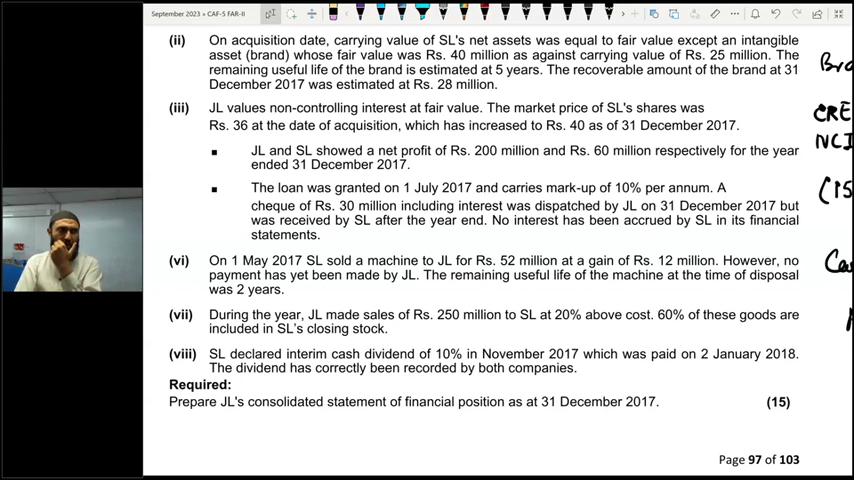 September 2023 » CAF-5 FAR-II
(ii) On acquisition date, carrying value of SL's net assets was equal to fair value except an intangible
asset (brand) whose fair value was Rs. 40 million as against carrying value of Rs. 25 million. The
remaining useful life of the brand is estimated at 5 years. The recoverable amount of the brand at 31
December 2017 was estimated at Rs. 28 million.
(iii) JL values non-controlling interest at fair value. The market price of SL's shares was
Rs. 36 at the date of acquisition, which has increased to Rs. 40 as of 31 December 2017.
▪ JL and SL showed a net profit of Rs. 200 million and Rs. 60 million respectively for the year
ended 31 December 2017.
▪ The loan was granted on 1 July 2017 and carries mark-up of 10% per annum. A
cheque of Rs. 30 million including interest was dispatched by JL on 31 December 2017 but
was received by SL after the year end. No interest has been accrued by SL in its financial
statements.
(vi) On 1 May 2017 SL sold a machine to JL for Rs. 52 million at a gain of Rs. 12 million. However, no
payment has yet been made by JL. The remaining useful life of the machine at the time of disposal
was 2 years.
(vii) During the year, JL made sales of Rs. 250 million to SL at 20% above cost. 60% of these goods are
included in SL's closing stock.
(viii) SL declared interim cash dividend of 10% in November 2017 which was paid on 2 January 2018.
The dividend has correctly been recorded by both companies.
Required:
Prepare JL's consolidated statement of financial position as at 31 December 2017. (15)
Page 97 of 103
Bra
CRE
NCI
(15